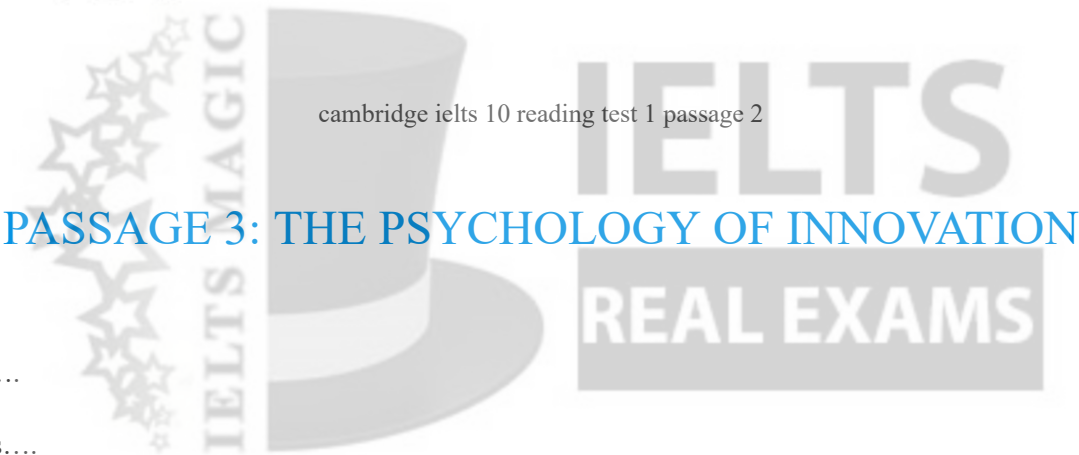 cambridge ielts 10 reading test 1 passage 2
PASSAGE 3: THE PSYCHOLOGY OF INNOVATION
IELTS MAGIC
IELTS
REAL EXAMS
….